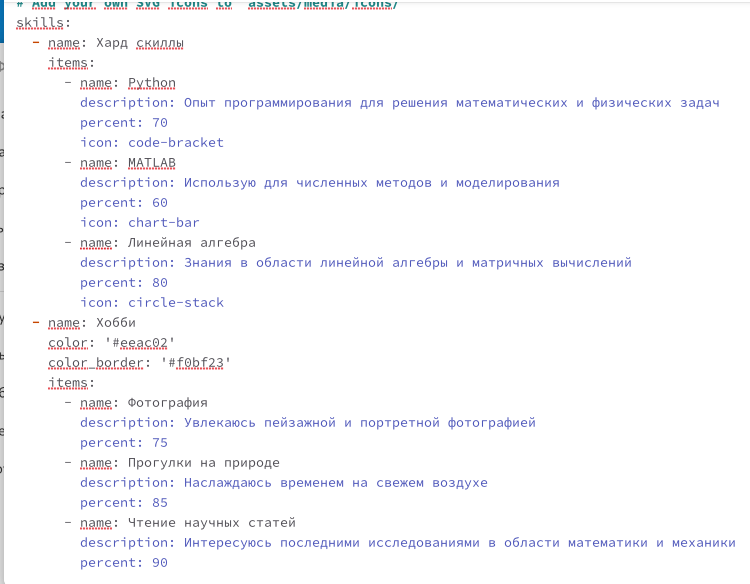 # Add your own SVG icons to `assets/media/icons/`
skills:
- name: Хард скиллы
items:
- name: Python
description: Опыт программирования для решения математических и физических задач
percent: 70
icon: code-bracket
- name: MATLAB
description: Использую для численных методов и моделирования
percent: 60
icon: chart-bar
- name: Линейная алгебра
description: Знания в области линейной алгебры и матричных вычислений
percent: 80
icon: circle-stack
- name: Хобби
color: '#eeac02'
color_border: '#f0bf23'
items:
- name: Фотография
description: Увлекаюсь пейзажной и портретной фотографией
percent: 75
- name: Прогулки на природе
description: Наслаждаюсь временем на свежем воздухе
percent: 85
- name: Чтение научных статей
description: Интересуюсь последними исследованиями в области математики и механики
percent: 90